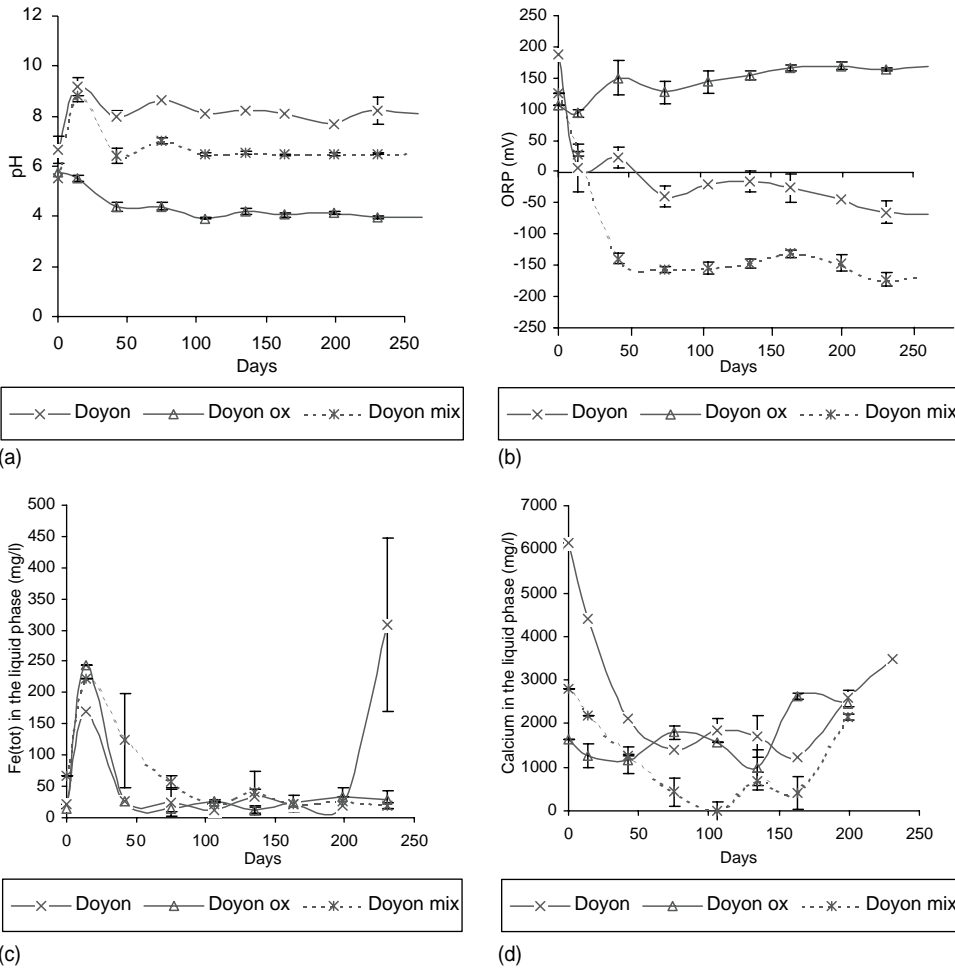 12
10
8
6
4
2
0
pH
0 50 100 150 200 250
Days
Doyon Doyon ox Doyon mix
(a)
250
200
150
100
50
0
-50
-100
-150
-200
-250
ORP (mV)
0 50 100 150 200 250
Days
Doyon Doyon ox Doyon mix
(b)
500
450
400
350
300
250
200
150
100
50
0
Fe(tot) in the liquid phase (mg/l)
0 50 100 150 200 250
Days
Doyon Doyon ox Doyon mix
(c)
7000
6000
5000
4000
3000
2000
1000
0
Calcium in the liquid phase (mg/l)
0 50 100 150 200 250
Days
Doyon Doyon ox Doyon mix
(d)